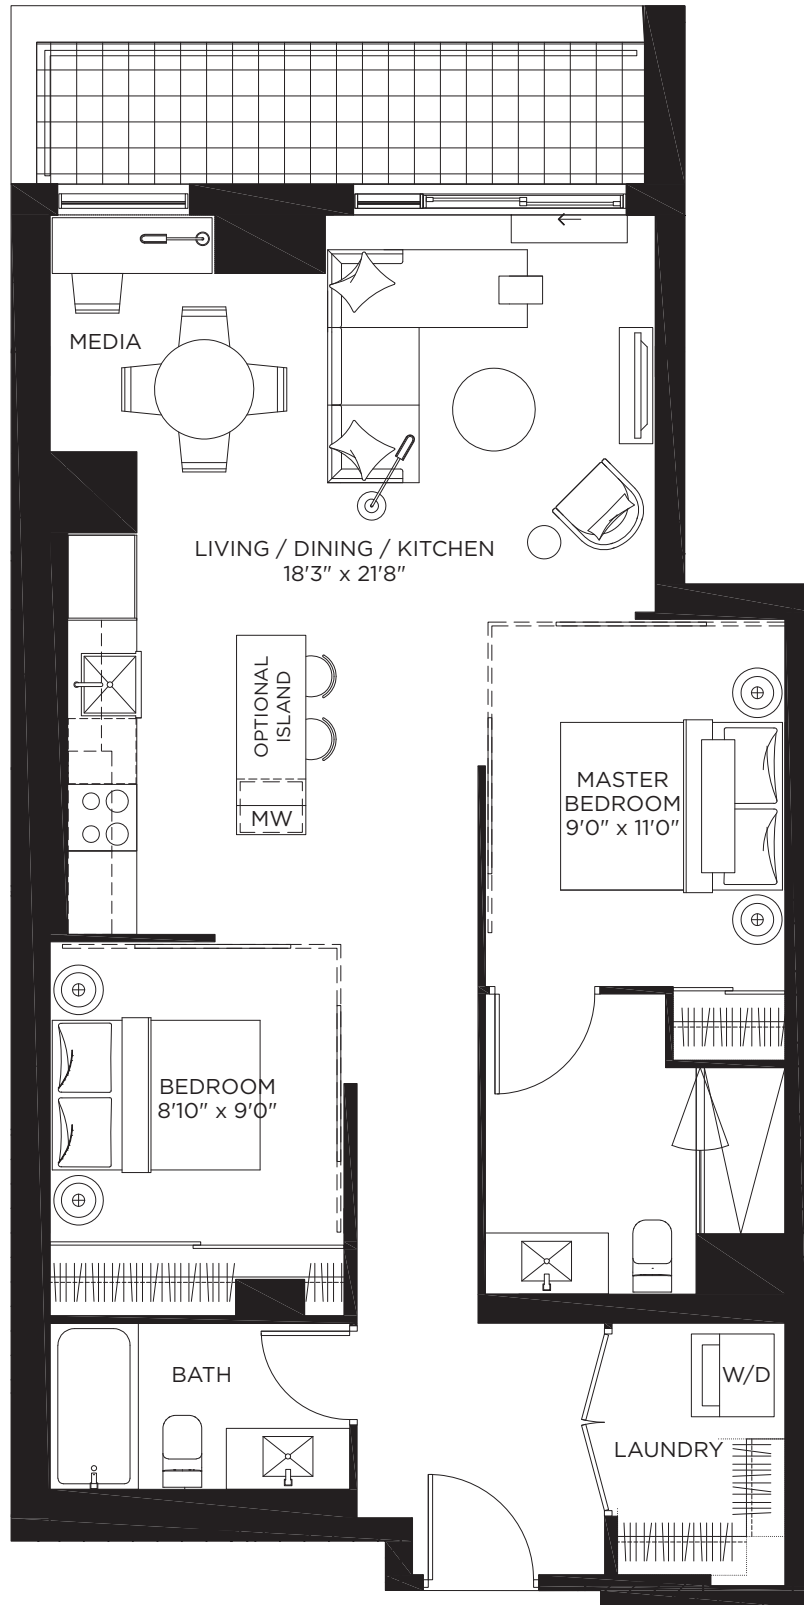 MEDIA
LIVING / DINING / KITCHEN
18'3" x 21'8"
OPTIONAL
ISLAND
MW
MASTER
BEDROOM
9'0" x 11'0"
BEDROOM
8'10" x 9'0"
BATH
W/D
LAUNDRY